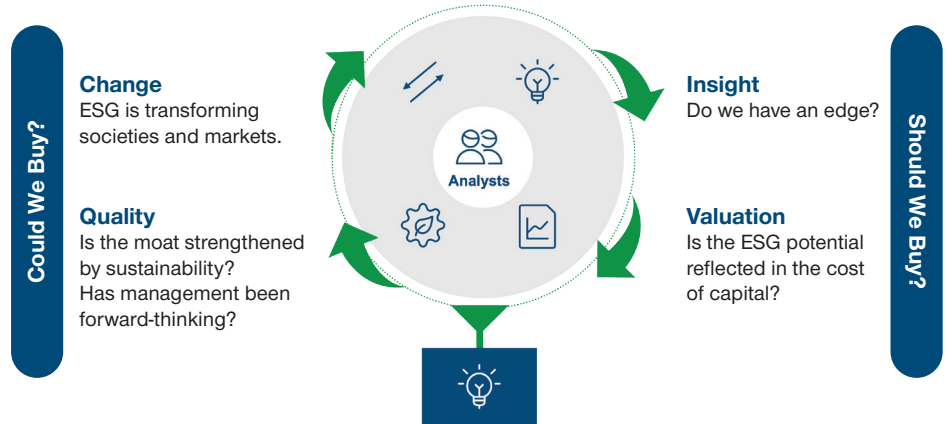 Could We Buy?
Change
ESG is transforming
societies and markets.
Quality
Is the moat strengthened
by sustainability?
Has management been
forward-thinking?
Analysts
Insight
Do we have an edge?
Valuation
Is the ESG potential
reflected in the cost
of capital?
Should We Buy?